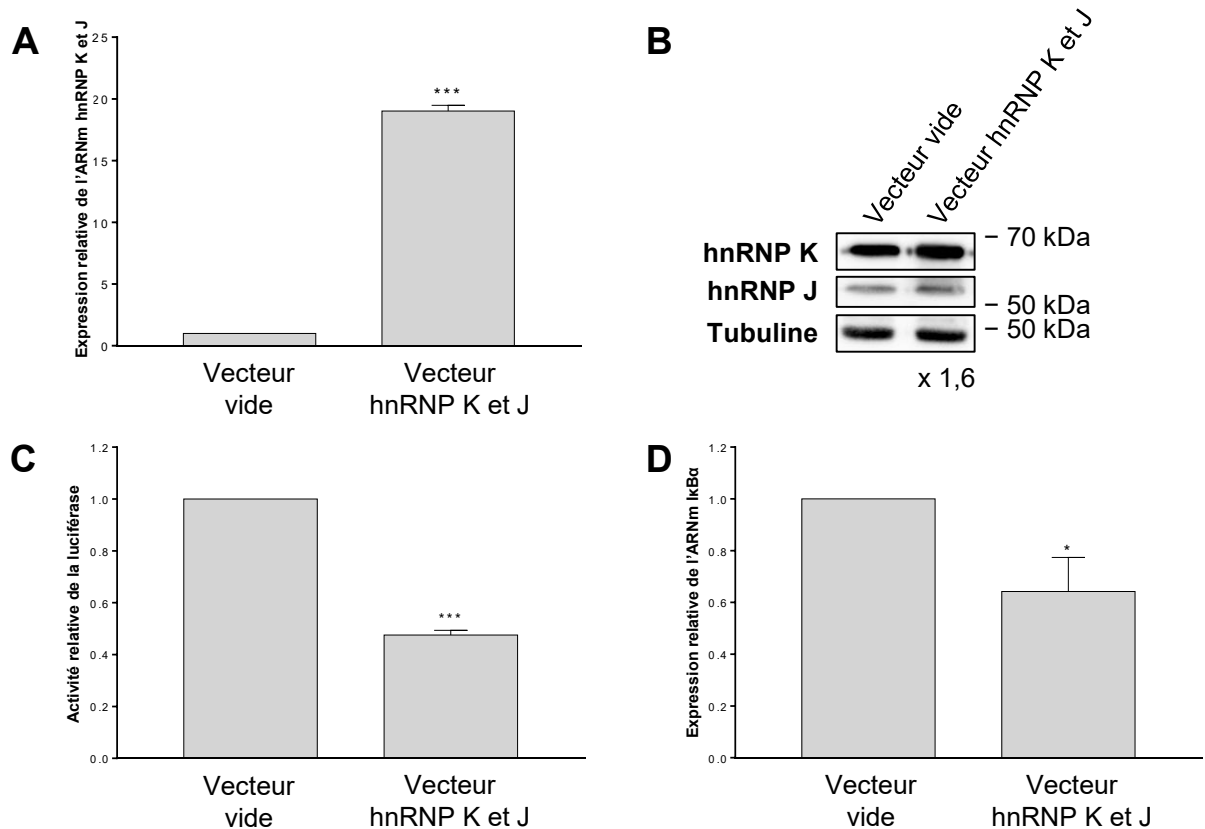 A
Expression relative de l'ARNm hnRNP K et J
25
20
15
10
5
0
***
Vecteur
vide
Vecteur
hnRNP K et J
B
Vecteur vide
Vecteur hnRNP K et J
hnRNP K
– 70 kDa
hnRNP J
– 50 kDa
Tubuline
– 50 kDa
x 1,6
C
Activité relative de la luciférase
1.2
1.0
0.8
0.6
0.4
0.2
0.0
***
Vecteur
vide
Vecteur
hnRNP K et J
D
Expression relative de l'ARNm IκBα
1.2
1.0
0.8
0.6
0.4
0.2
0.0
*
Vecteur
vide
Vecteur
hnRNP K et J